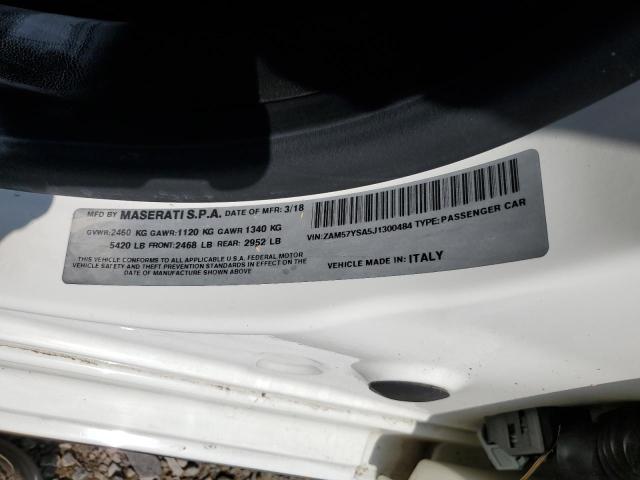 MFD BY MASERATI S.P.A. DATE OF MFR: 3/18
GVWR:2460 KG GAWR:1120 KG GAWR 1340 KG
5420 LB FRONT:2468 LB REAR: 2952 LB
THIS VEHICLE CONFORMS TO ALL APPLICABLE U.S.A. FEDERAL MOTOR
VEHICLE SAFETY AND THEFT PREVENTION STANDARDS IN EFFECT ON THE
DATE OF MANUFACTURE SHOWN ABOVE
VIN:ZAM57YSA5J1300484 TYPE: PASSENGER CAR
VEHICLE MADE IN: ITALY